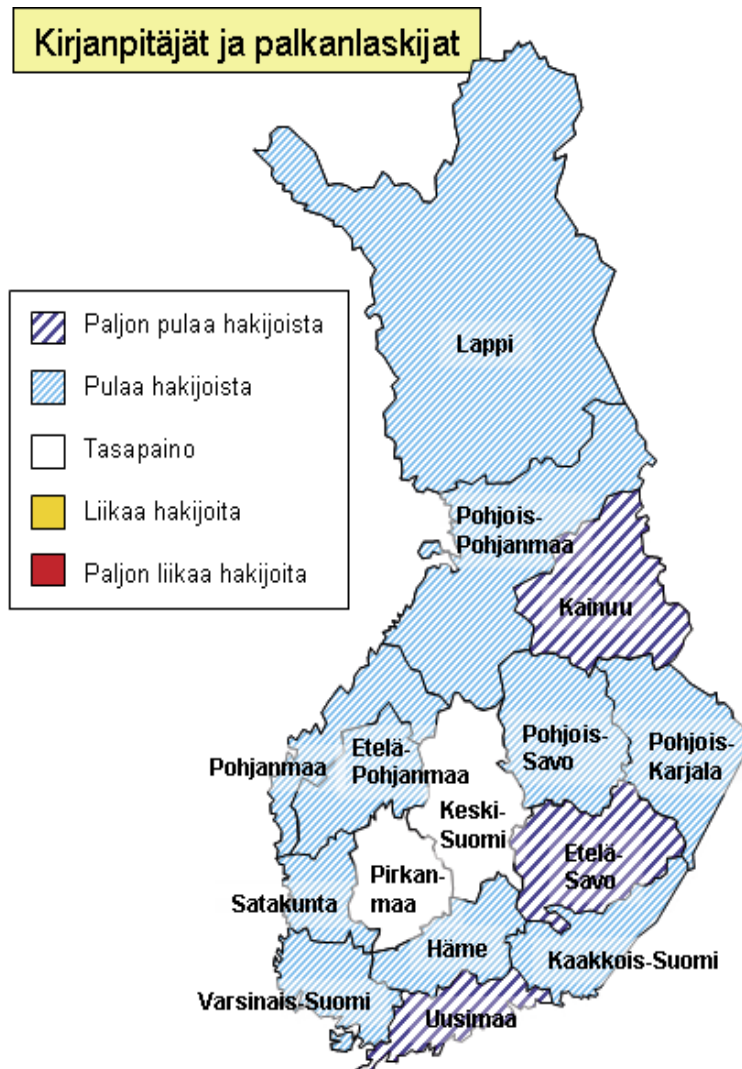 Kirjanpitäjät ja palkanlaskijat
Paljon pulaa hakijoista
Pulaa hakijoista
Tasapaino
Liikaa hakijoita
Paljon liikaa hakijoita
Lappi
Pohjois-
Pohjanmaa
Kainuu
Pohjanmaa
Etelä-
Pohjanmaa
Keski-
Suomi
Pohjois-
Savo
Pohjois-
Karjala
Etelä-
Savo
Pirkan-
maa
Satakunta
Häme
Kaakkois-Suomi
Varsinais-Suomi
Uusimaa